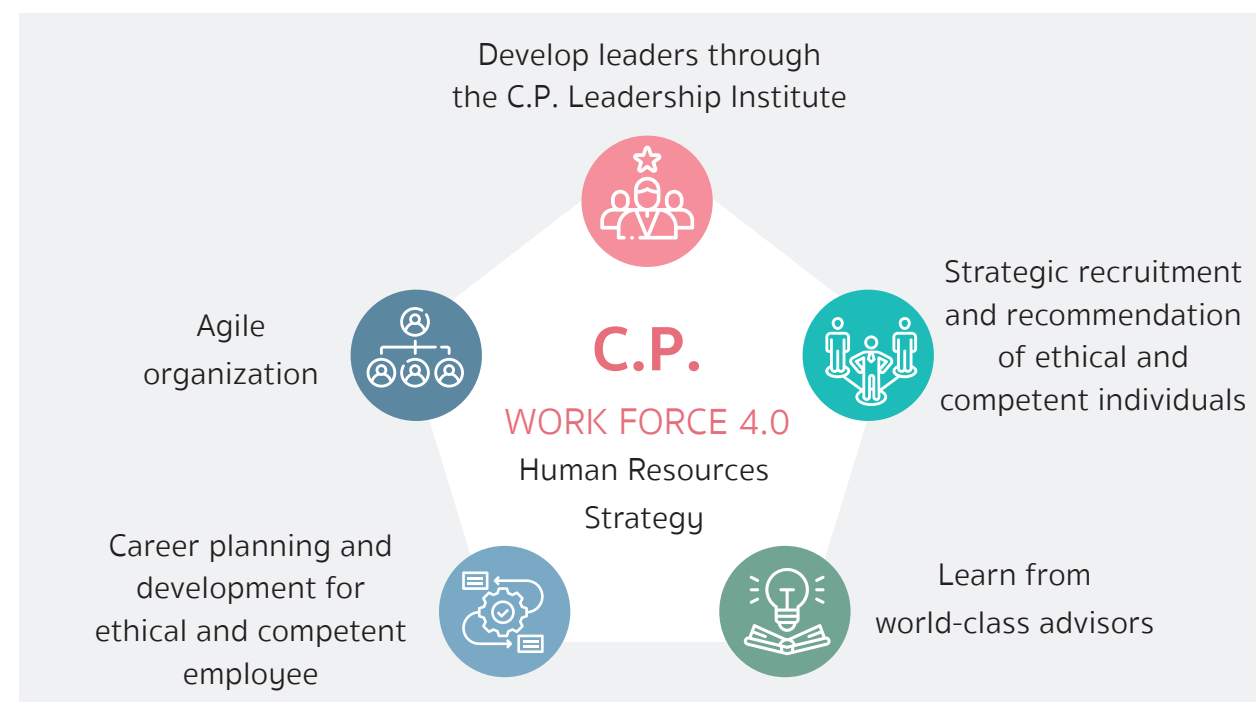 Develop leaders through
the C.P. Leadership Institute
Strategic recruitment
and recommendation
of ethical and
competent individuals
Agile
organization
C.P.
WORK FORCE 4.0
Human Resources
Strategy
Career planning and
development for
ethical and competent
employee
Learn from
world-class advisors